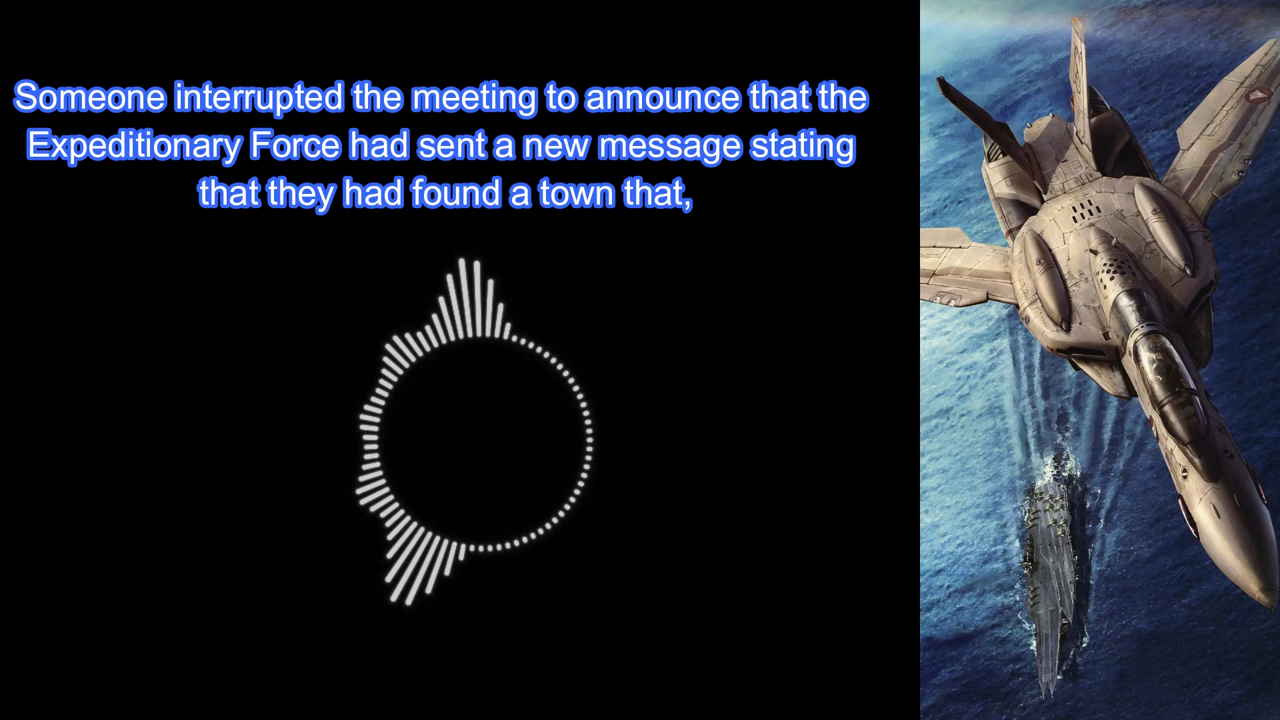 Someone interrupted the meeting to announce that the
Expeditionary Force had sent a new message stating
that they had found a town that,